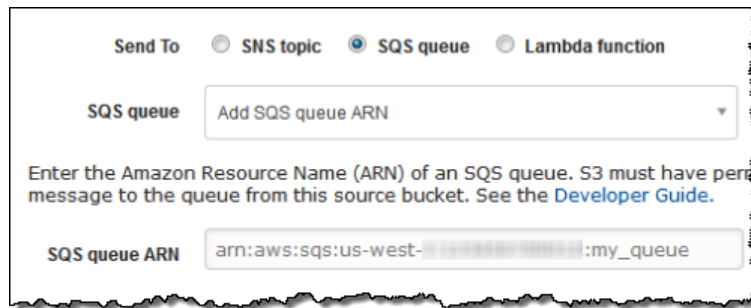 Send To SNS topic SQS queue Lambda function
SQS queue Add SQS queue ARN
Enter the Amazon Resource Name (ARN) of an SQS queue. S3 must have
message to the queue from this source bucket. See the Developer Guide.
SQS queue ARN arn:aws:sqs:us-west- :my_queue